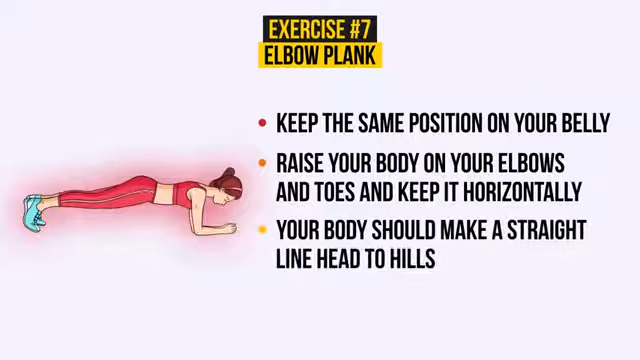 EXERCISE #7
ELBOW PLANK
KEEP THE SAME POSITION ON YOUR BELLY
RAISE YOUR BODY ON YOUR ELBOWS
AND TOES AND KEEP IT HORIZONTALLY
YOUR BODY SHOULD MAKE A STRAIGHT
LINE HEAD TO HILLS